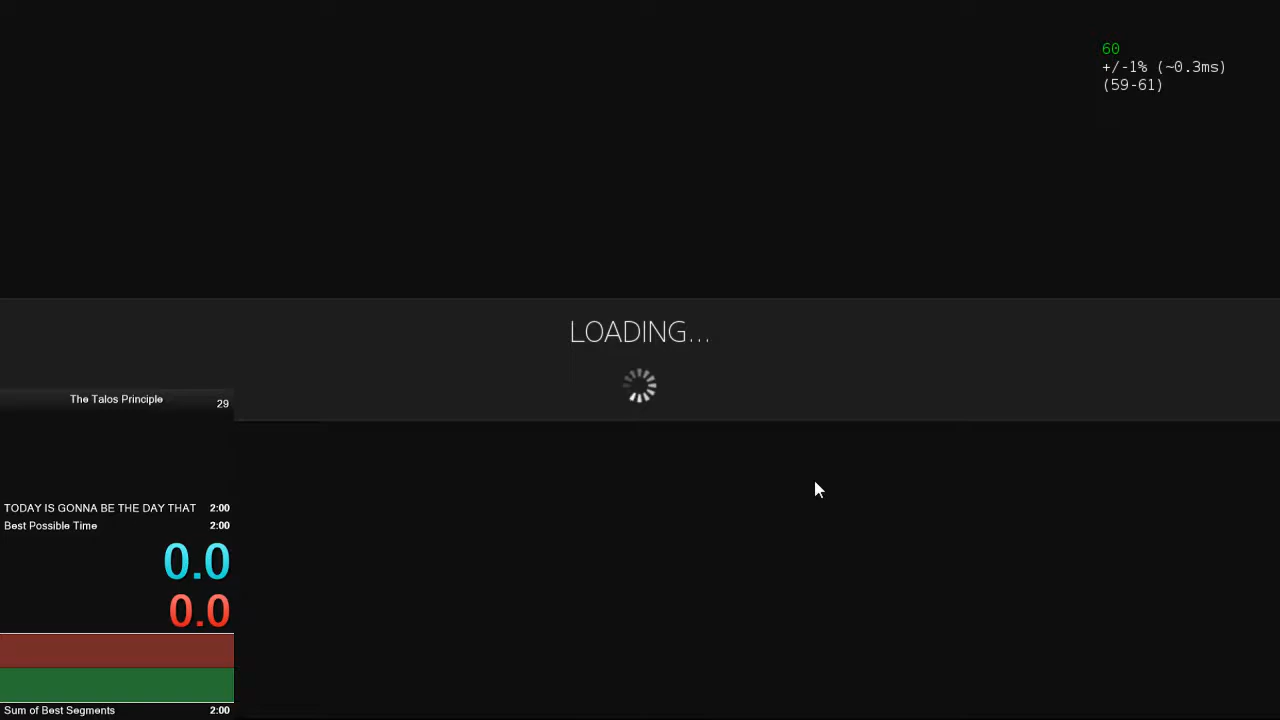 60
+/-1% (~0.3ms)
(59-61)
LOADING...
The Talos Principle
29
TODAY IS GONNA BE THE DAY THAT 2:00
Best Possible Time 2:00
0.0
0.0
Sum of Best Segments 2:00